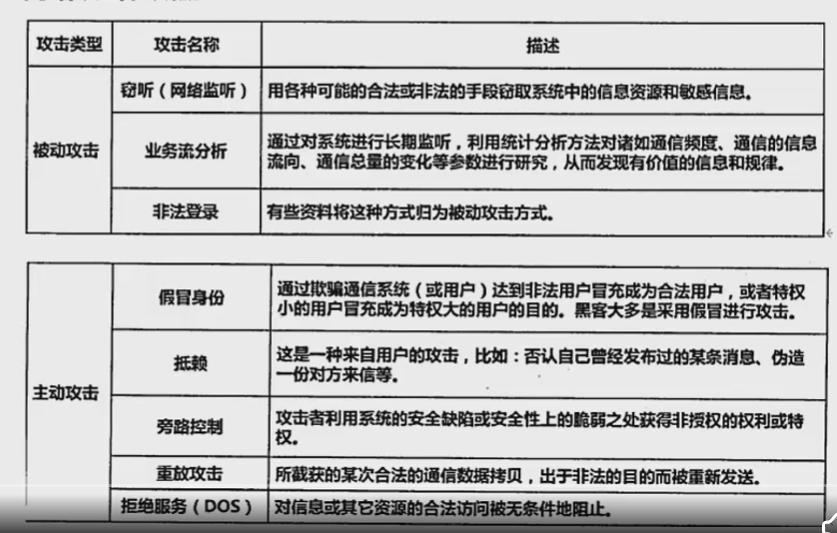 攻击类型 攻击名称 描述
被动攻击
窃听（网络监听） 用各种可能的合法或非法的手段窃取系统中的信息资源和敏感信息。
业务流分析 通过对系统进行长期监听，利用统计分析方法对诸如通信频度、通信的信息
流向、通信总量的变化等参数进行研究，从而发现有价值的信息和规律。
非法登录 有些资料将这种方式归为被动攻击方式。
主动攻击
假冒身份 通过欺骗通信系统（或用户）达到非法用户冒充成为合法用户，或者特权
小的用户冒充成为特权大的用户的目的。黑客大多是采用假冒进行攻击。
抵赖 这是一种来自用户的攻击，比如：否认自己曾经发布过的某条消息、伪造
一份对方来信等。
旁路控制 攻击者利用系统的安全缺陷或安全性上的脆弱之处获得非授权的权利或特
权。
重放攻击 所截获的某次合法的通信数据拷贝，出于非法的目的而被重新发送。
拒绝服务（DOS） 对信息或其它资源的合法访问被无条件地阻止。